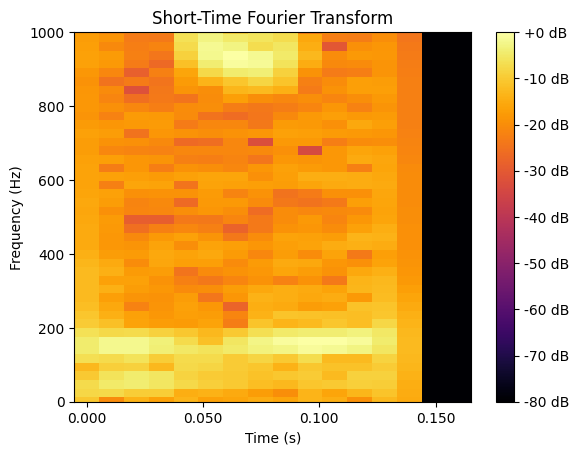 Short-Time Fourier Transform
Frequency (Hz)
1000
800
600
400
200
0
0.000
0.050
0.100
0.150
Time (s)
+0 dB
-10 dB
-20 dB
-30 dB
-40 dB
-50 dB
-60 dB
-70 dB
-80 dB